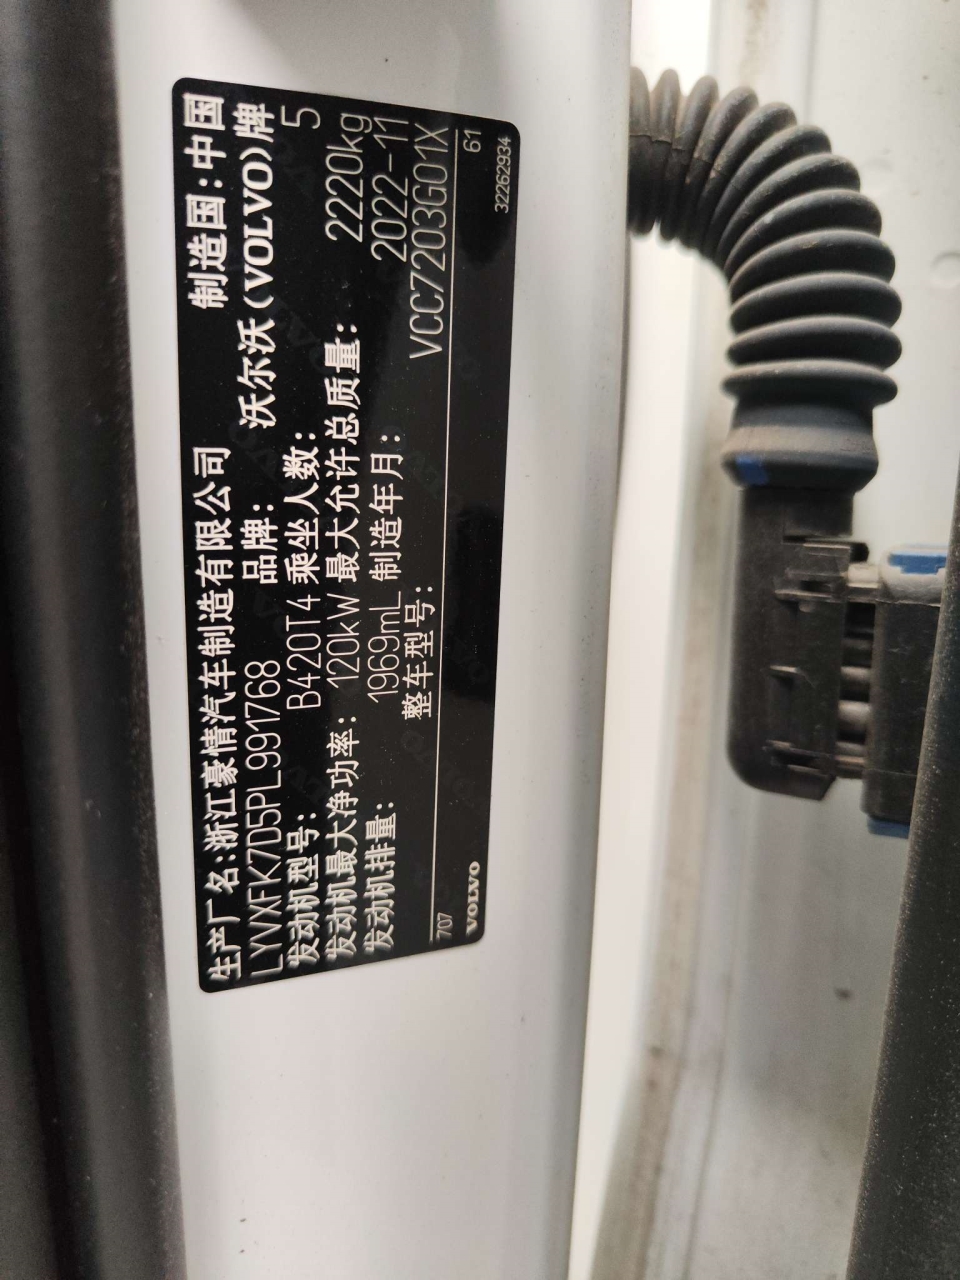 生产厂名:浙江豪情汽车制造有限公司 制造国:中国
LYVXFK7D5PL991768 品牌: 沃尔沃(VOLVO)牌
发动机型号: B420T4 乘坐人数: 5
发动机最大净功率: 120kW 最大允许总质量: 2220kg
发动机排量: 1969mL 制造年月: 2022-11
整车型号: VCC7203G01X
707 61
VOLVO 32262934